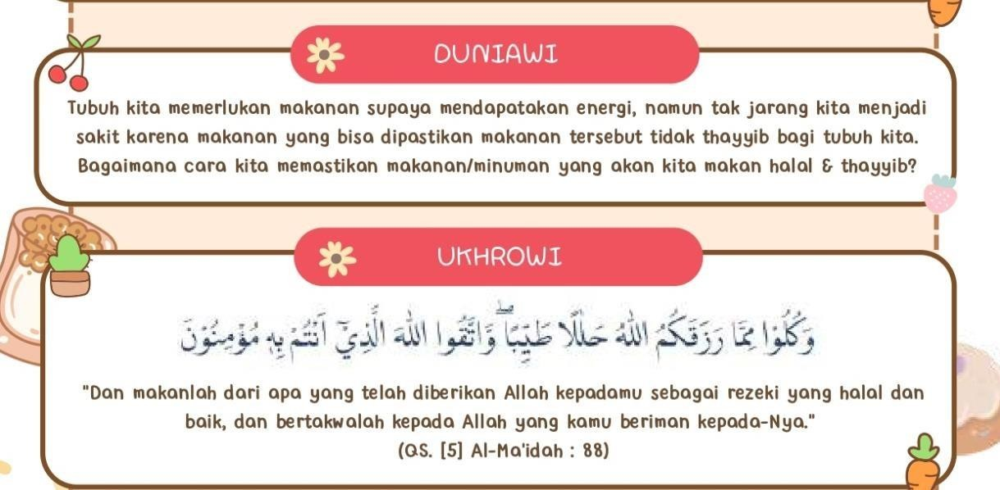 DUNIAWI
Tubuh kita memerlukan makanan supaya mendapatakan energi, namun tak jarang kita menjadi
sakit karena makanan yang bisa dipastikan makanan tersebut tidak thayyib bagi tubuh kita.
Bagaimana cara kita memastikan makanan/minuman yang akan kita makan halal & thayyib?
UKHROWI
وَكُلُوْا مِمَّا رَزَقَكُمُ اللّٰهُ حَلٰلًا طَيِّبًاۖ وَّاتَّقُوا اللّٰهَ الَّذِيْٓ اَنْتُمْ بِهٖ مُؤْمِنُوْنَ
"Dan makanlah dari apa yang telah diberikan Allah kepadamu sebagai rezeki yang halal dan
baik, dan bertakwalah kepada Allah yang kamu beriman kepada-Nya."
(QS. [5] Al-Ma'idah : 88)